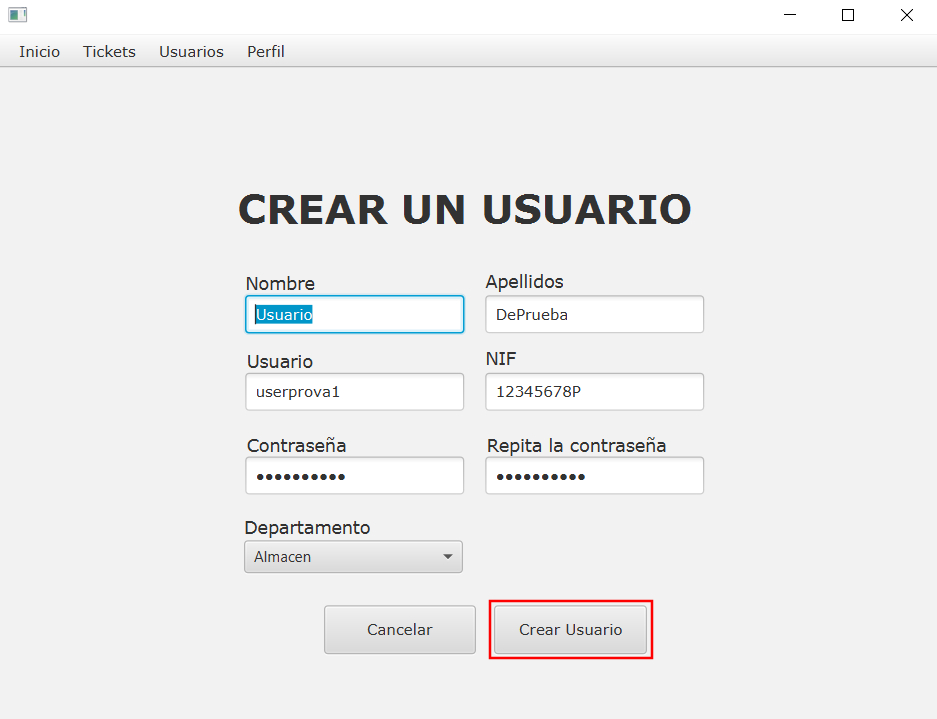 Inicio Tickets Usuarios Perfil
CREAR UN USUARIO
Nombre Apellidos
Usuario DePrueba
Usuario NIF
userprova1 12345678P
Contraseña Repita la contraseña
•••••••••• ••••••••••
Departamento
Almacen
Cancelar Crear Usuario